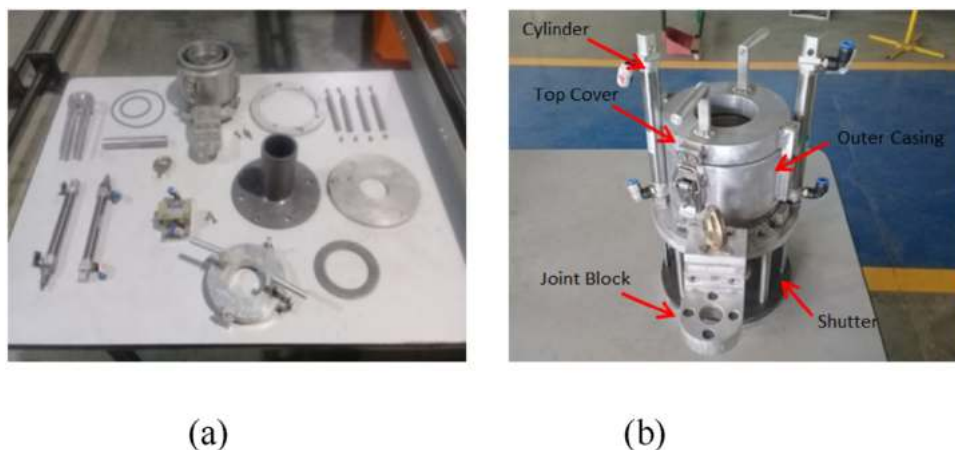 Cylinder
Top Cover
Outer Casing
Joint Block
Shutter
(a)
(b)